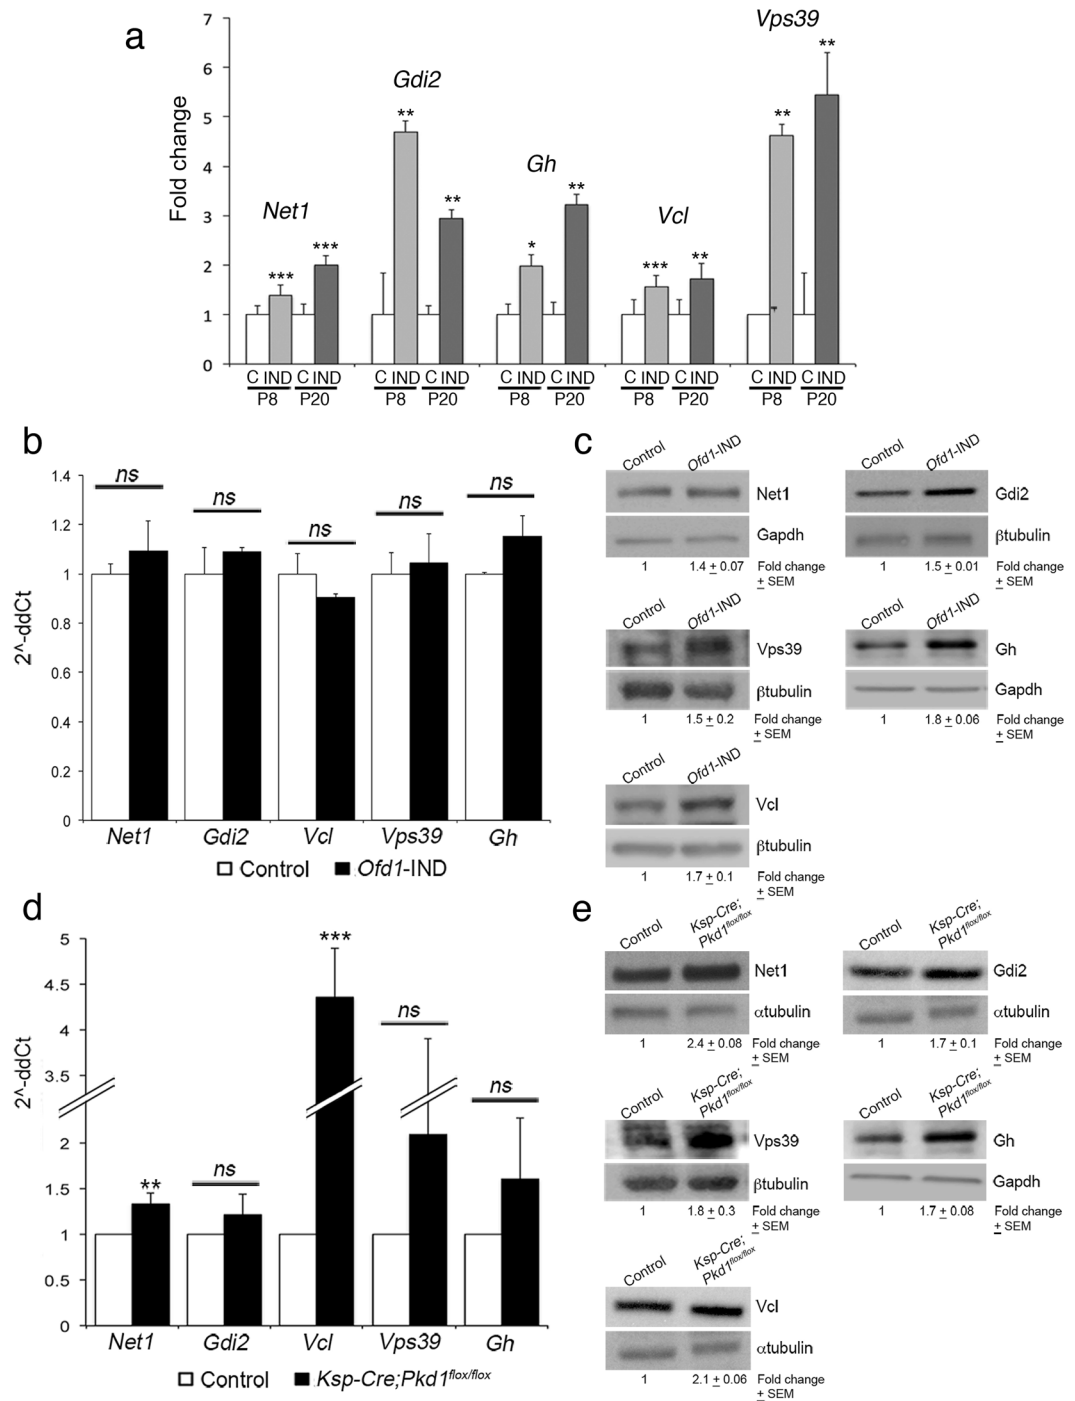 a
Fold change
7
6
5
4
3
2
1
0
Net1
Gdi2
Gh
Vcl
Vps39
*** *** ** ** * ** *** ** ** **
C IND C IND C IND C IND C IND C IND C IND C IND C IND C IND
P8 P20 P8 P20 P8 P20 P8 P20 P8 P20
b
2^-ddCt
1.4
1.2
1
0.8
0.6
0.4
0.2
0
ns ns ns ns ns
Net1 Gdi2 Vcl Vps39 Gh
Control Ofd1-IND
c
Control Ofd1-IND
Net1
Gapdh
1 1.4 ± 0.07 Fold change
± SEM
Control Ofd1-IND
Gdi2
βtubulin
1 1.5 ± 0.01 Fold change
± SEM
Control Ofd1-IND
Vps39
βtubulin
1 1.5 ± 0.2 Fold change
± SEM
Control Ofd1-IND
Gh
Gapdh
1 1.8 ± 0.06 Fold change
± SEM
Control Ofd1-IND
Vcl
βtubulin
1 1.7 ± 0.1 Fold change
± SEM
d
2^-ddCt
5
4.5
4
3.5
2
1.5
1
0.5
0
** ns *** ns ns
Net1 Gdi2 Vcl Vps39 Gh
Control Ksp-Cre;Pkd1flox/flox
e
Control Ksp-Cre;
Pkd1flox/flox
Net1
αtubulin
1 2.4 ± 0.08 Fold change
± SEM
Control Ksp-Cre;
Pkd1flox/flox
Gdi2
αtubulin
1 1.7 ± 0.1 Fold change
± SEM
Control Ksp-Cre;
Pkd1flox/flox
Vps39
βtubulin
1 1.8 ± 0.3 Fold change
± SEM
Control Ksp-Cre;
Pkd1flox/flox
Gh
Gapdh
1 1.7 ± 0.08 Fold change
± SEM
Control Ksp-Cre;
Pkd1flox/flox
Vcl
αtubulin
1 2.1 ± 0.06 Fold change
± SEM